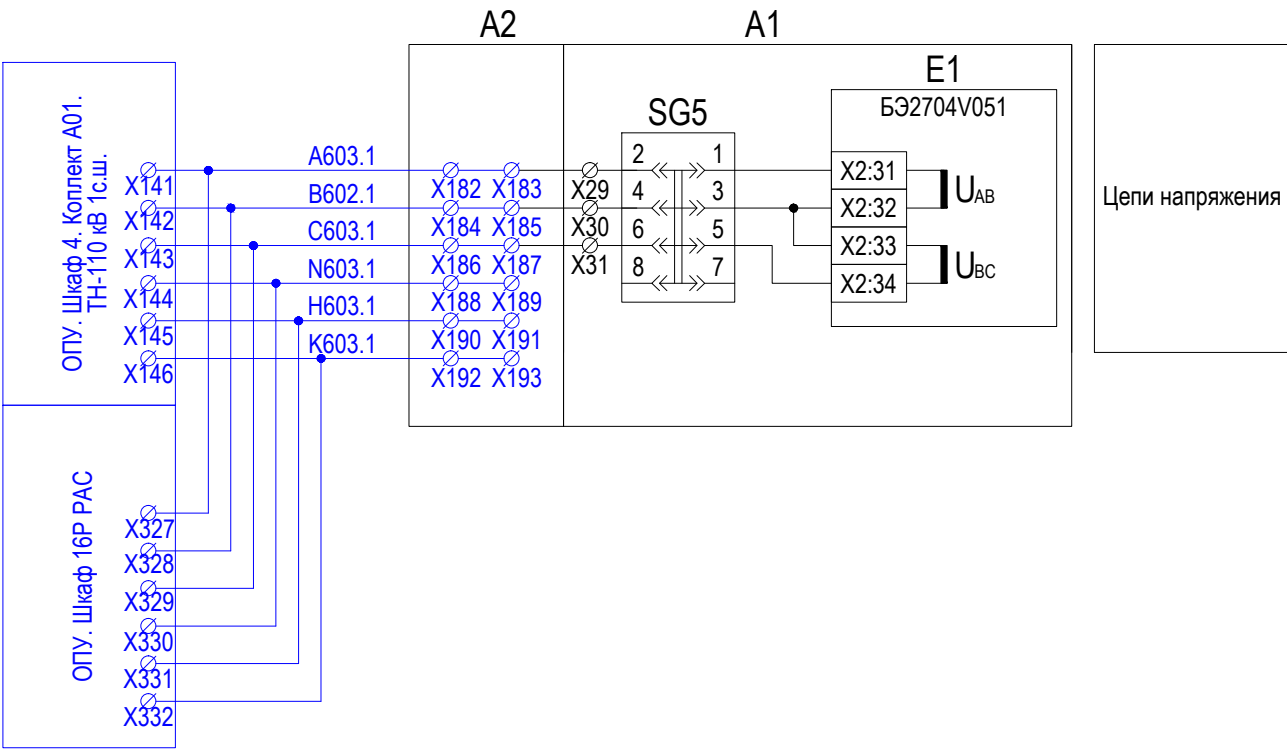 A2
A1
ОПУ. Шкаф 4. Коплект А01.
ТН-110 кВ 1с.ш.
X141
X142
X143
X144
X145
X146
A603.1
B602.1
C603.1
N603.1
H603.1
K603.1
X182 X183
X184 X185
X186 X187
X188 X189
X190 X191
X192 X193
X29
X30
X31
SG5
2 1
4 3
6 5
8 7
E1
БЭ2704V051
X2:31
X2:32
X2:33
X2:34
UAB
UBC
Цепи напряжения
ОПУ. Шкаф 16Р РАС
X327
X328
X329
X330
X331
X332